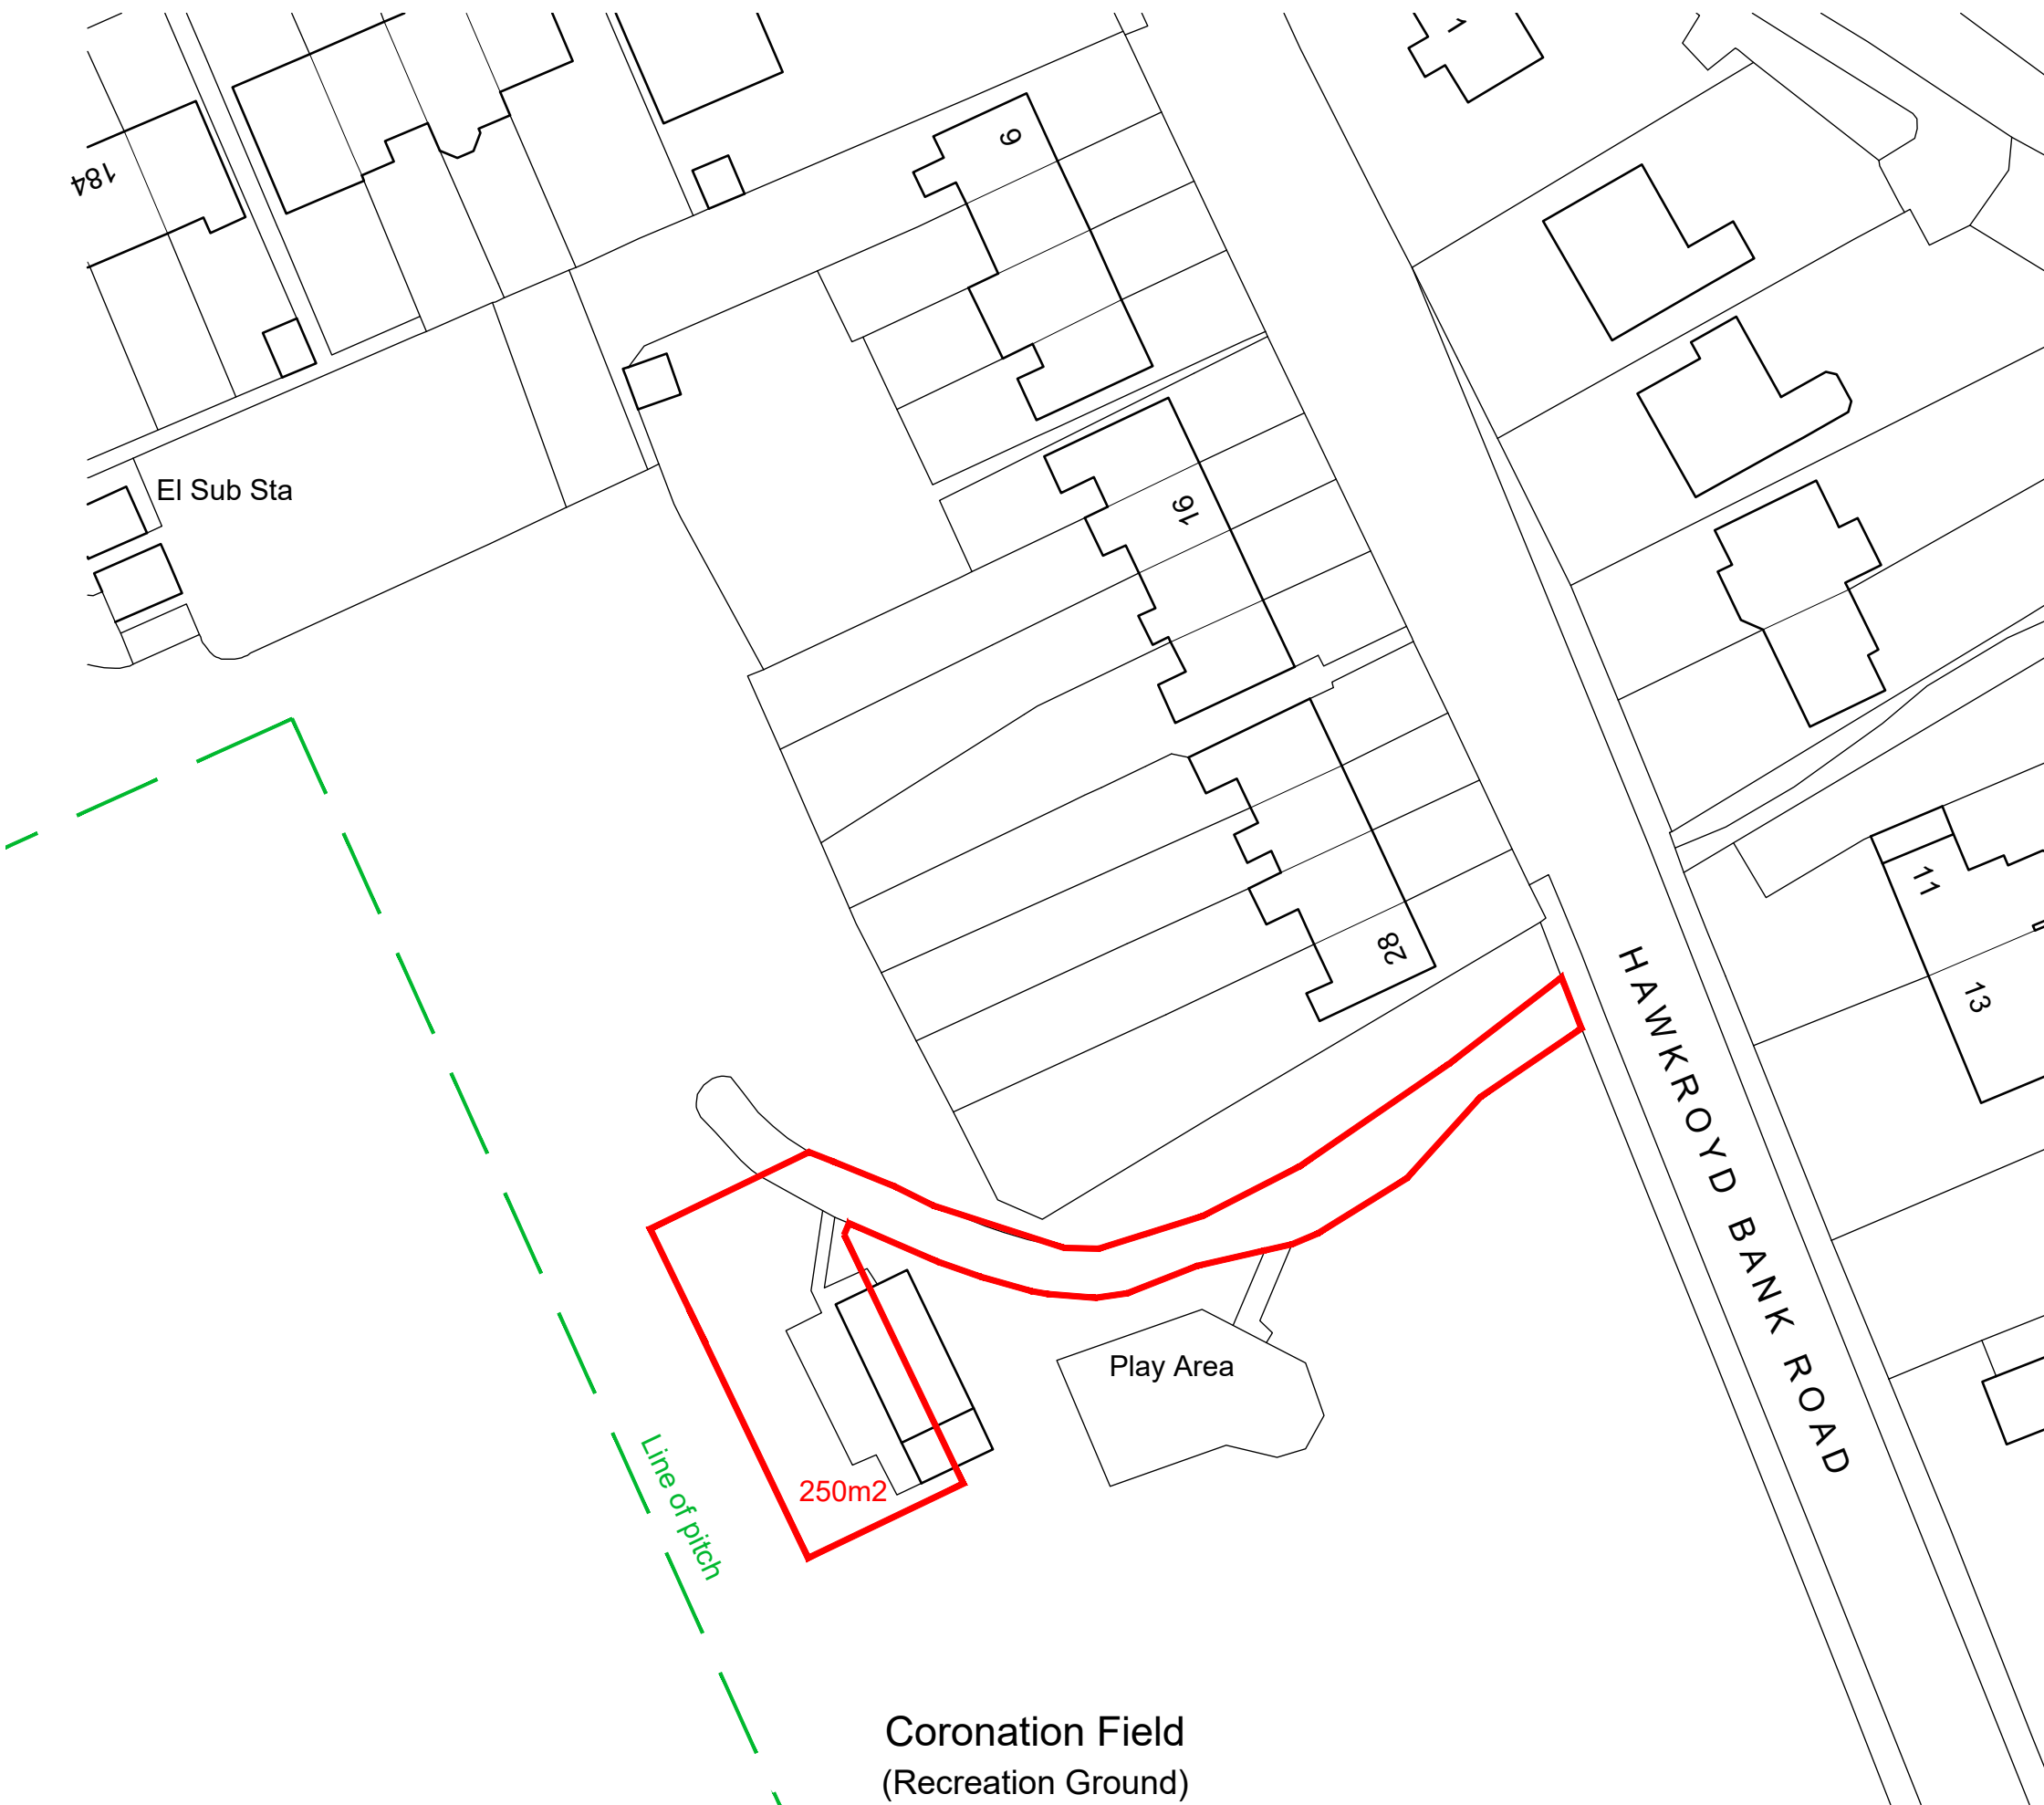 1
6
184
El Sub Sta
16
11
28
13
HAWKROYD BANK ROAD
Play Area
Line of pitch
250m2
Coronation Field
(Recreation Ground)